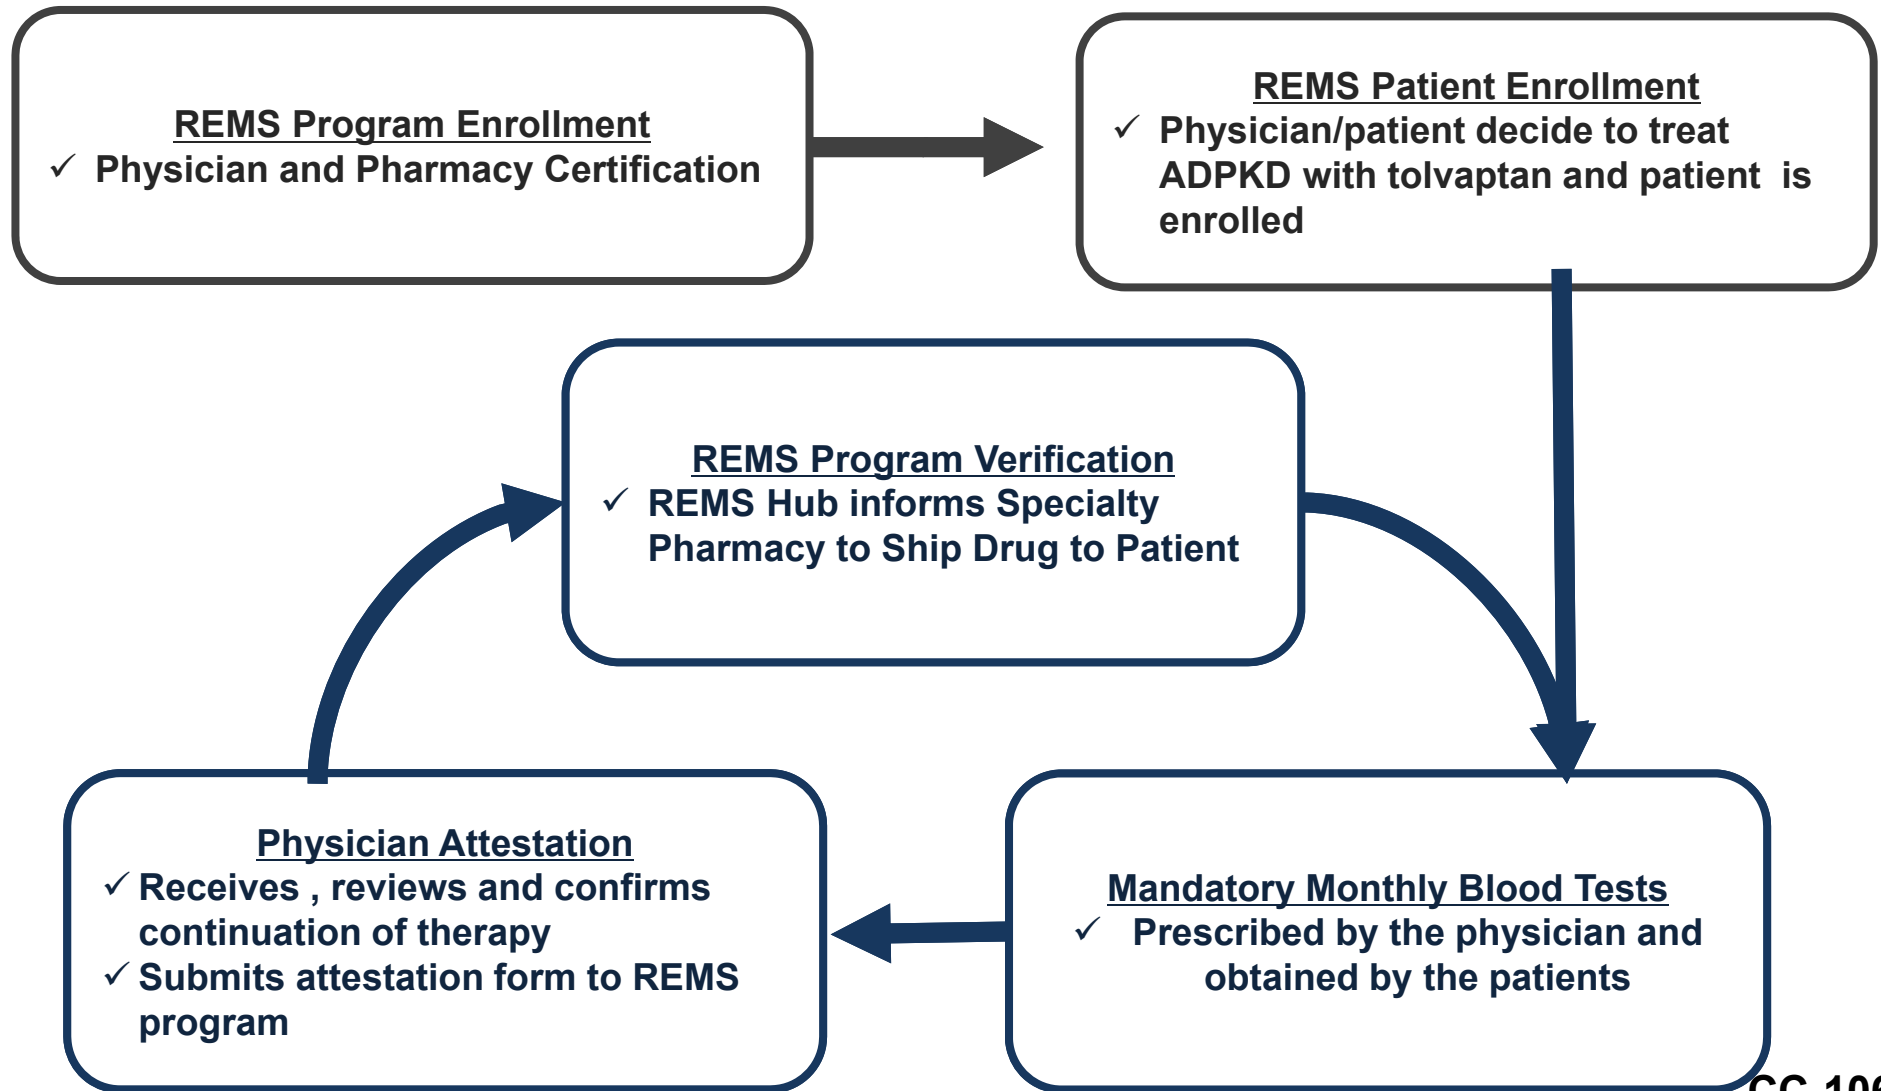 REMS Program Enrollment
✓ Physician and Pharmacy Certification
REMS Patient Enrollment
✓ Physician/patient decide to treat
ADPKD with tolvaptan and patient  is
enrolled
REMS Program Verification
✓ REMS Hub informs Specialty
Pharmacy to Ship Drug to Patient
Physician Attestation
✓ Receives , reviews and confirms
continuation of therapy
✓ Submits attestation form to REMS
program
Mandatory Monthly Blood Tests
✓ Prescribed by the physician and
obtained by the patients